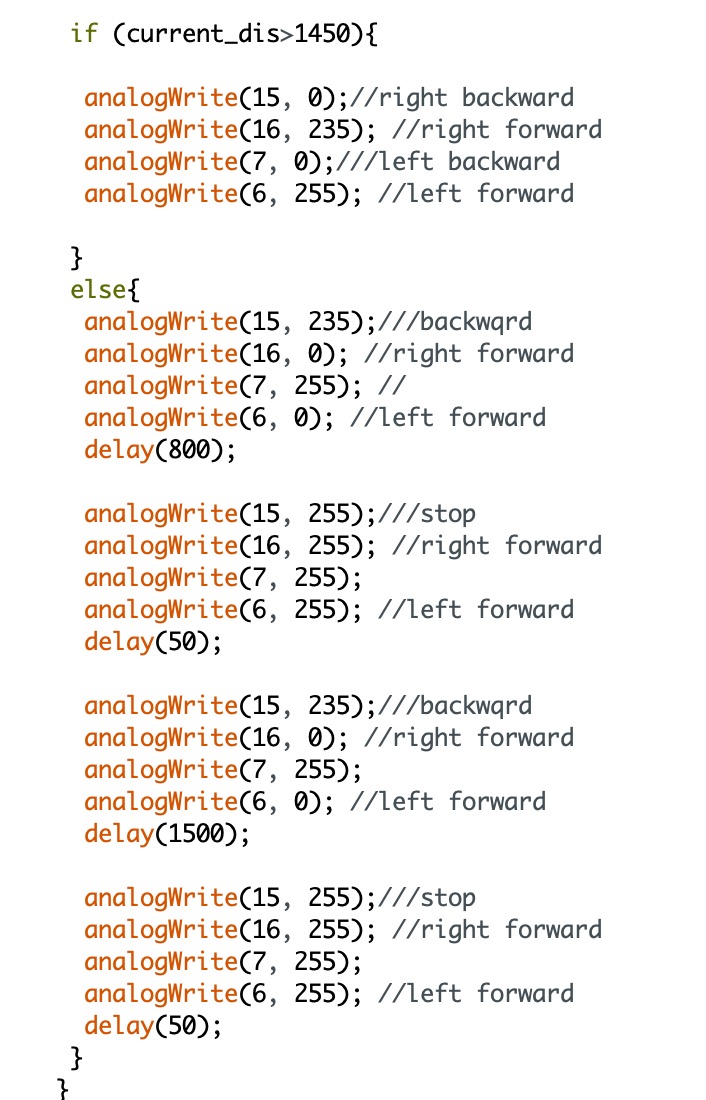 if (current_dis>1450){
analogWrite(15, 0);//right backward
analogWrite(16, 235); //right forward
analogWrite(7, 0);///left backward
analogWrite(6, 255); //left forward
}
else{
analogWrite(15, 235);///backwqrd
analogWrite(16, 0); //right forward
analogWrite(7, 255); //
analogWrite(6, 0); //left forward
delay(800);
analogWrite(15, 255);///stop
analogWrite(16, 255); //right forward
analogWrite(7, 255);
analogWrite(6, 255); //left forward
delay(50);
analogWrite(15, 235);///backwqrd
analogWrite(16, 0); //right forward
analogWrite(7, 255);
analogWrite(6, 0); //left forward
delay(1500);
analogWrite(15, 255);///stop
analogWrite(16, 255); //right forward
analogWrite(7, 255);
analogWrite(6, 255); //left forward
delay(50);
}
}